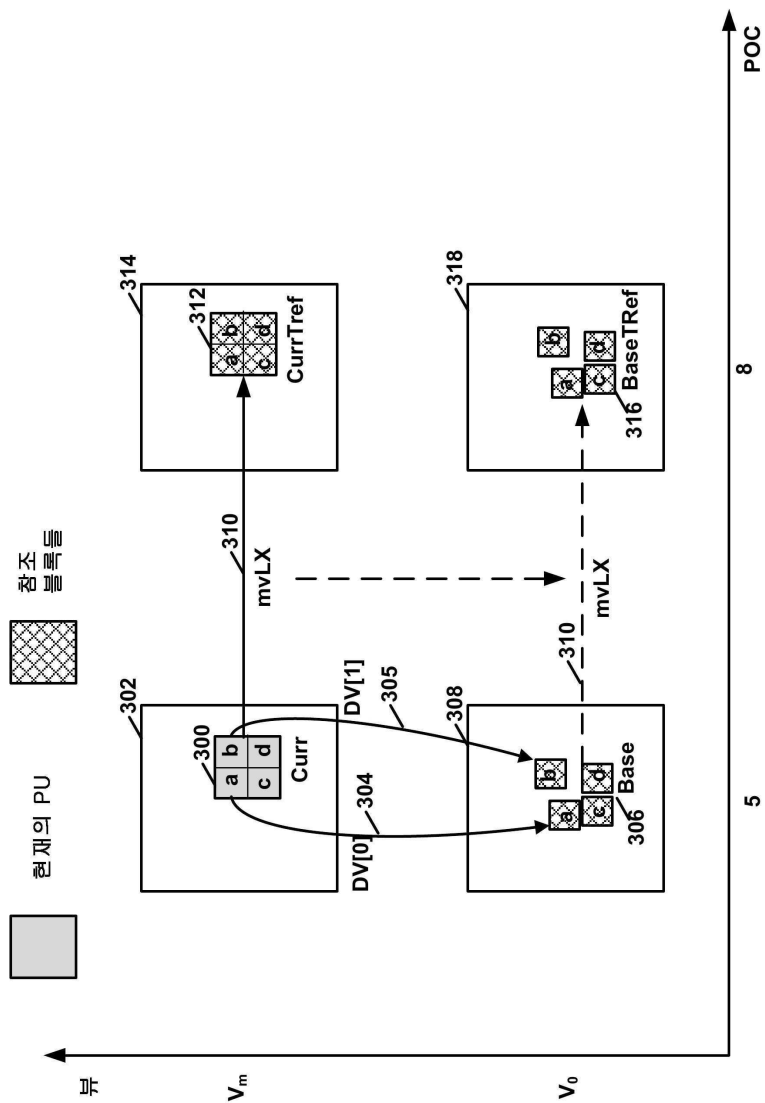 현재의 PU
참조
블록들
뷰
Vm
V0
302
300
a b
c d
Curr
310
mvLX
314
312
a b
c d
CurrTref
DV[0]
304
DV[1]
305
308
a
b
c
d
Base
306
310
mvLX
318
a
b
c
d
BaseTRef
316
5
8
POC